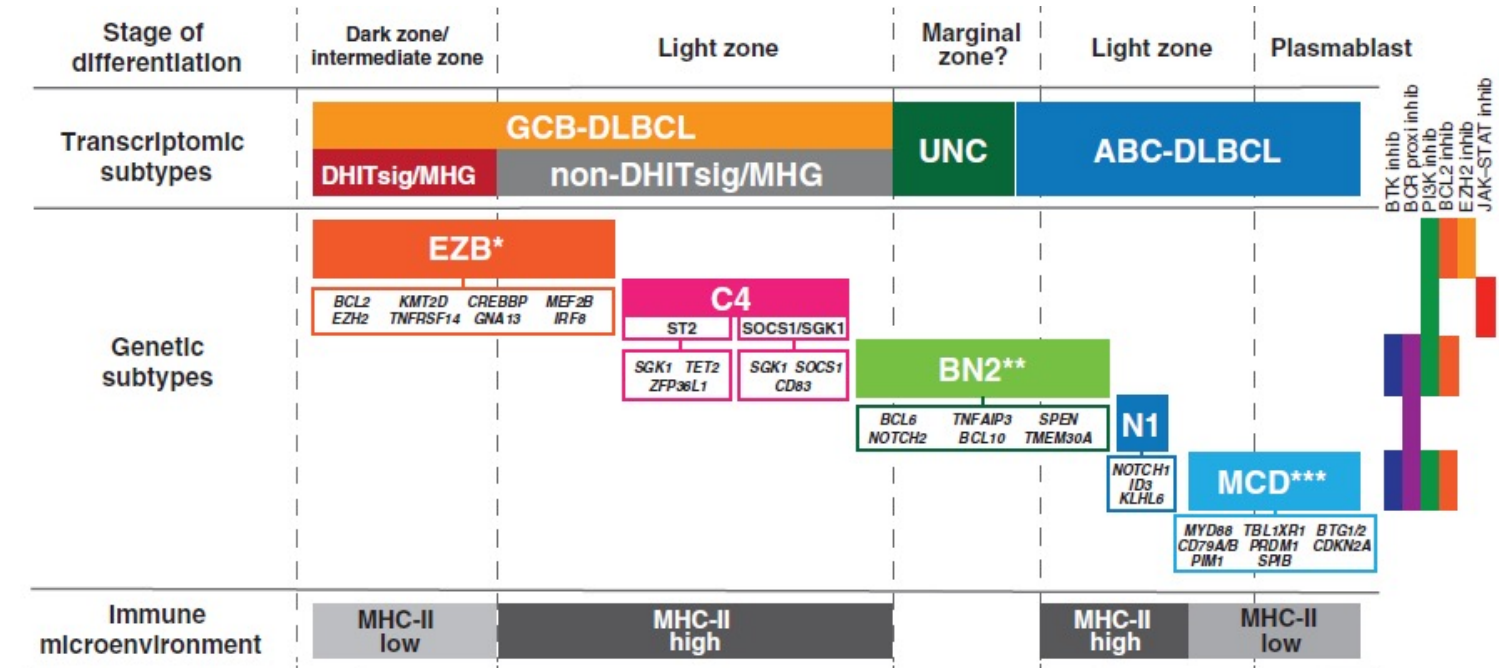 Stage of
differentiation
Dark zone/
intermediate zone
Light zone
Marginal
zone?
Light zone
Plasmablast
BTK inhib
BCR proxi inhib
PI3K inhib
BCL2 inhib
EZH2 inhib
JAK-STAT inhib
Transcriptomic
subtypes
GCB-DLBCL
DHITsig/MHG
non-DHITsig/MHG
UNC
ABC-DLBCL
Genetic
subtypes
EZB*
BCL2 KMT2D CREBBP MEF2B
EZH2 TNFRSF14 GNA13 IRF8
C4
ST2
SOCS1/SGK1
SGK1 TET2
ZFP36L1
SGK1 SOCS1
CD83
BN2**
BCL6 TNFAIP3 SPEN
NOTCH2 BCL10 TMEM30A
N1
NOTCH1
ID3
KLHL6
MCD***
MYD88 TBL1XR1 BTG1/2
CD79A/B PRDM1 CDKN2A
PIM1 SPIB
Immune
microenvironment
MHC-II
low
MHC-II
high
MHC-II
high
MHC-II
low